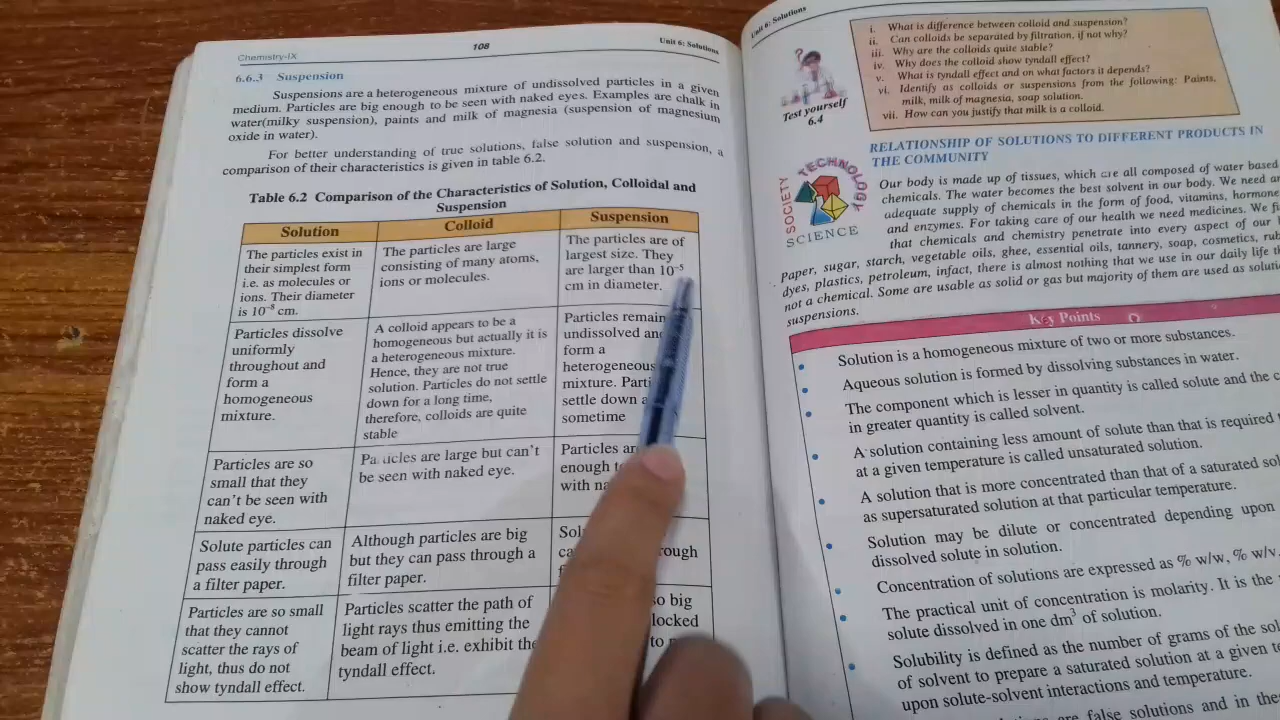 Chemistry-IX
108
Unit 6: Solutions
6.6.3 Suspension
Suspensions are a heterogeneous mixture of undissolved particles in a given
medium. Particles are big enough to be seen with naked eyes. Examples are chalk in
water(milky suspension), paints and milk of magnesia (suspension of magnesium
oxide in water).
For better understanding of true solutions, false solution and suspension, a
comparison of their characteristics is given in table 6.2.
Table 6.2 Comparison of the Characteristics of Solution, Colloidal and
Suspension
Solution
Colloid
Suspension
The particles exist in
their simplest form
i.e. as molecules or
ions. Their diameter
is 10⁻⁸ cm.
The particles are large
consisting of many atoms,
ions or molecules.
The particles are of
largest size. They
are larger than 10⁻⁵
cm in diameter.
Particles dissolve
uniformly
throughout and
form a
homogeneous
mixture.
A colloid appears to be a
homogeneous but actually it is
a heterogeneous mixture.
Hence, they are not true
solution. Particles do not settle
down for a long time,
therefore, colloids are quite
stable
Particles remain
undissolved and
form a
heterogeneous
mixture.
settle down
sometime
Particles are so
small that they
can't be seen with
naked eye.
Particles are large but can't
be seen with naked eye.
Particles
enough
with
Solute particles can
pass easily through
a filter paper.
Although particles are big
but they can pass through a
filter paper.
Particles are so small
that they cannot
scatter the rays of
light, thus do not
show tyndall effect.
Particles scatter the path of
light rays thus emitting the
beam of light i.e. exhibit the
tyndall effect.
so big
Unit 6: Solutions
Test yourself
6.4
i. What is difference between colloid and suspension?
ii. Can colloids be separated by filtration, if not why?
iii. Why are the colloids quite stable?
iv. Why does the colloid show tyndall effect?
v. What is tyndall effect and on what factors it depends?
vi. Identify as colloids or suspensions from the following: Paints,
milk, milk of magnesia, soap solution.
vii. How can you justify that milk is a colloid.
SOCIETY
TECHNOLOGY
SCIENCE
RELATIONSHIP OF SOLUTIONS TO DIFFERENT PRODUCTS IN
THE COMMUNITY
Our body is made up of tissues, which are all composed of water based
chemicals. The water becomes the best solvent in our body. We need
adequate supply of chemicals in the form of food, vitamins,
and enzymes. For taking care of our health we need medicines. We
that chemicals and chemistry penetrate into every aspect of our
Paper, sugar, starch, vegetable oils, ghee, essential oils, tannery, soap, cosmetics,
dyes, plastics, petroleum, infact, there is almost nothing that we use in our daily life
not a chemical. Some are usable as solid or gas but majority of them are used as
suspensions.
Key Points
• Solution is a homogeneous mixture of two or more substances.
• Aqueous solution is formed by dissolving substances in water.
• The component which is lesser in quantity is called solute and the
in greater quantity is called solvent.
• A solution containing less amount of solute than that is required
at a given temperature is called unsaturated solution.
• A solution that is more concentrated than that of a saturated
as supersaturated solution at that particular temperature.
• Solution may be dilute or concentrated depending upon
dissolved solute in solution.
• Concentration of solutions are expressed as % w/w, % w/v,
• The practical unit of concentration is molarity. It is the
solute dissolved in one dm³ of solution.
• Solubility is defined as the number of grams of the
of solvent to prepare a saturated solution at a given
upon solute-solvent interactions and temperature.
are false solutions and in